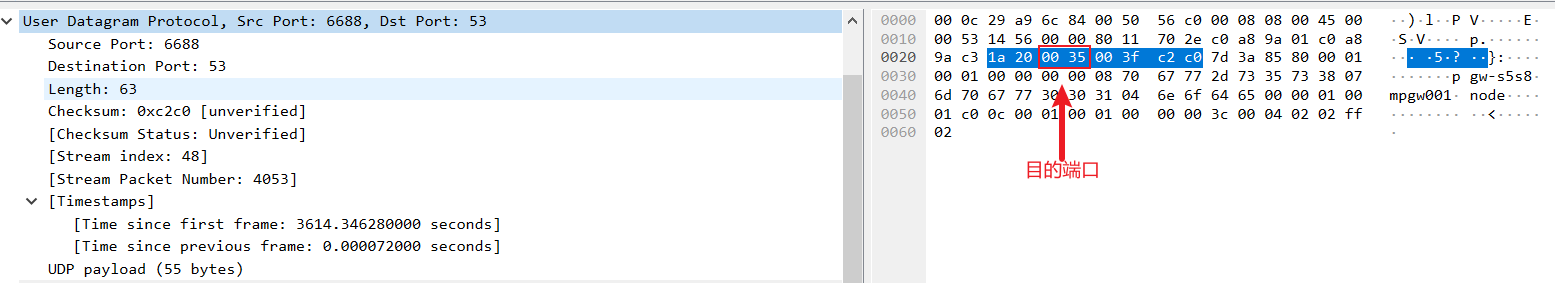 User Datagram Protocol, Src Port: 6688, Dst Port: 53
Source Port: 6688
Destination Port: 53
Length: 63
Checksum: 0xc2c0 [unverified]
[Checksum Status: Unverified]
[Stream index: 48]
[Stream Packet Number: 4053]
[Timestamps]
[Time since first frame: 3614.346280000 seconds]
[Time since previous frame: 0.000072000 seconds]
UDP payload (55 bytes)
0000 00 0c 29 a9 6c 84 00 50 56 c0 00 08 08 00 45 00 ··)·l··P V·····E·
0010 00 53 14 56 00 00 80 11 70 2e c0 a8 9a 01 c0 a8 ·S·V···· p.······
0020 9a c3 1a 20 00 35 00 3f c2 c0 7d 3a 85 80 00 01 ··· ·5·? ··}:····
0030 00 01 00 00 00 00 08 70 67 77 2d 73 35 73 38 07 ·······p gw-s5s8·
0040 6d 70 67 77 30 30 31 04 6e 6f 64 65 00 00 01 00 mpgw001· node····
0050 01 c0 0c 00 01 00 01 00 00 00 3c 00 04 02 02 ff ········ ··<·····
0060 02 ·
目的端口